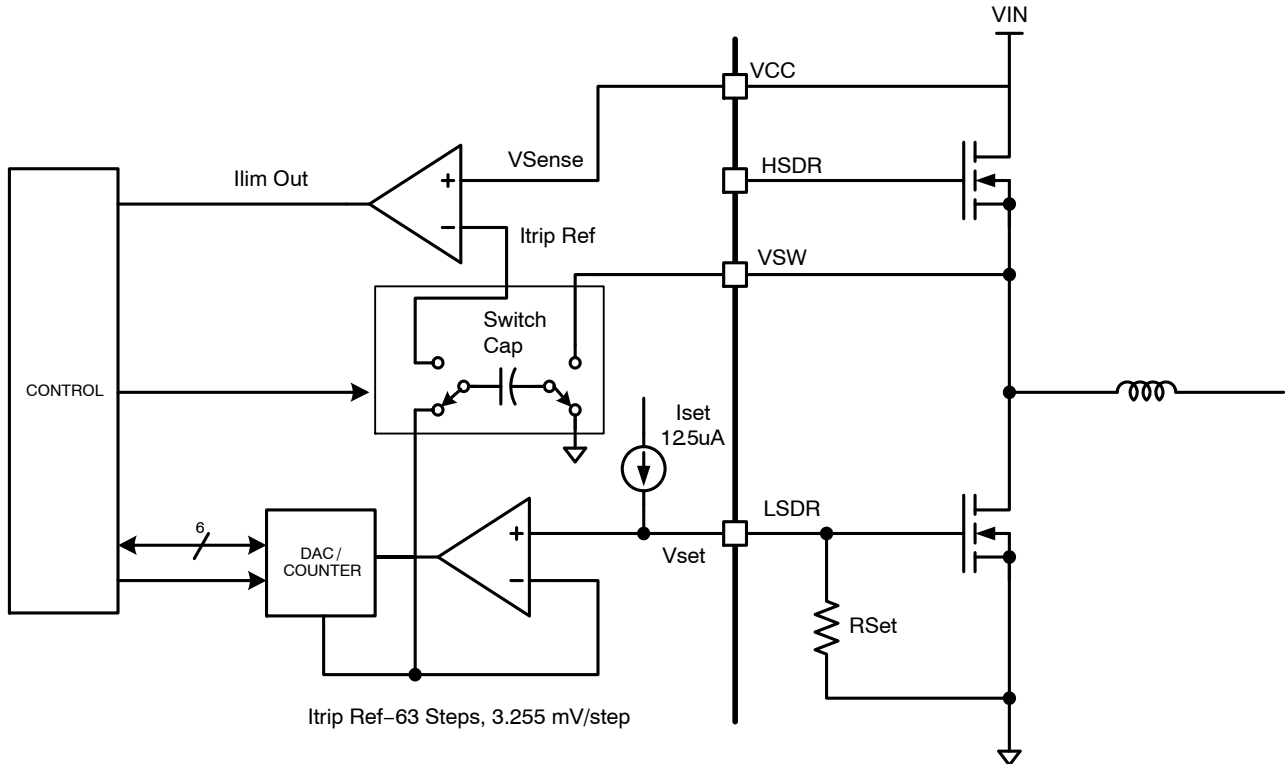 VIN
VCC
VSense
HSDR
Ilim Out
+
−
Itrip Ref
VSW
Switch
Cap
CONTROL
Iset
12.5uA
LSDR
6
DAC /
COUNTER
+
−
Vset
RSet
Itrip Ref−63 Steps, 3.255 mV/step